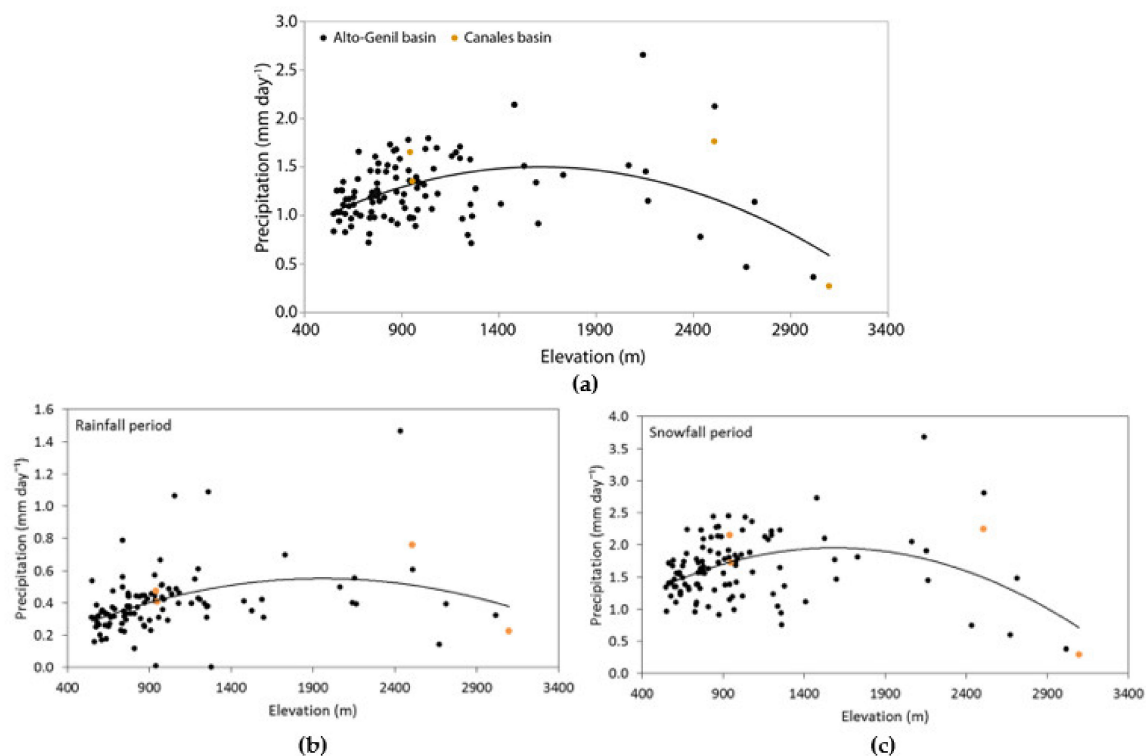 3.0
● Alto-Genil basin ● Canales basin
2.5
2.0
1.5
1.0
0.5
0.0
Precipitation (mm day⁻¹)
400 900 1400 1900 2400 2900 3400
Elevation (m)
(a)
1.6
Rainfall period
1.4
1.2
1.0
0.8
0.6
0.4
0.2
0.0
Precipitation (mm day⁻¹)
400 900 1400 1900 2400 2900 3400
Elevation (m)
(b)
4.0
Snowfall period
3.5
3.0
2.5
2.0
1.5
1.0
0.5
0.0
Precipitation (mm day⁻¹)
400 900 1400 1900 2400 2900 3400
Elevation (m)
(c)